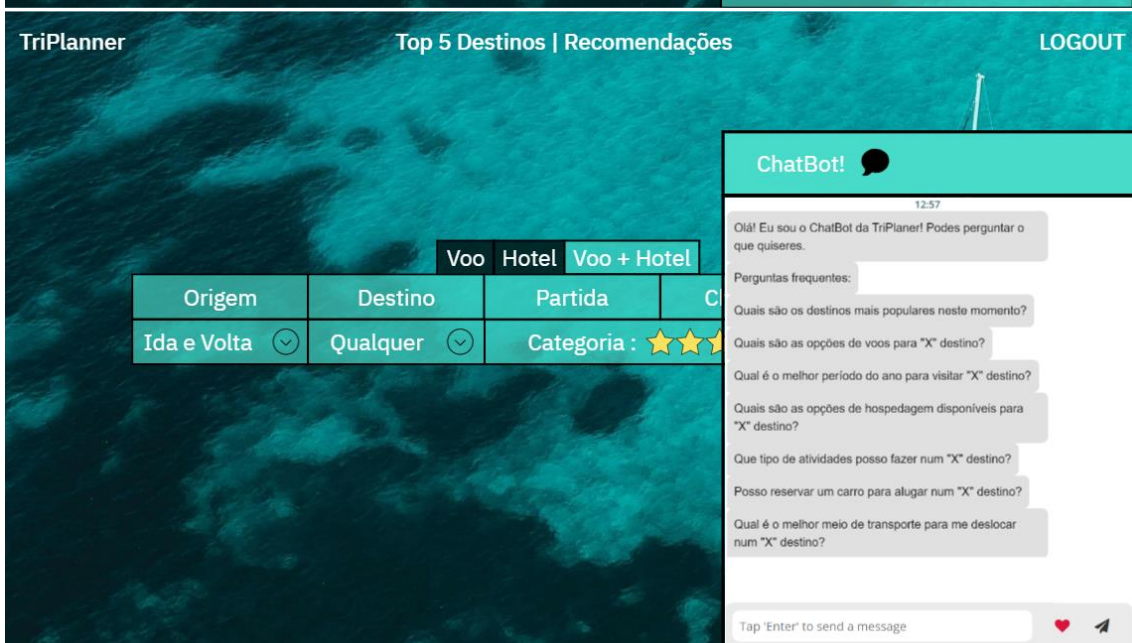 TriPlanner
Top 5 Destinos | Recomendações
LOGOUT
Voo Hotel Voo + Hotel
Origem Destino Partida
Ida e Volta Qualquer Categoria :
ChatBot!
12:57
Olá! Eu sou o ChatBot da TriPlaner! Podes perguntar o
que quiseres.
Perguntas frequentes:
Quais são os destinos mais populares neste momento?
Quais são as opções de voos para "X" destino?
Qual é o melhor período do ano para visitar "X" destino?
Quais são as opções de hospedagem disponíveis para
"X" destino?
Que tipo de atividades posso fazer num "X" destino?
Posso reservar um carro para alugar num "X" destino?
Qual é o melhor meio de transporte para me deslocar
num "X" destino?
Tap 'Enter' to send a message